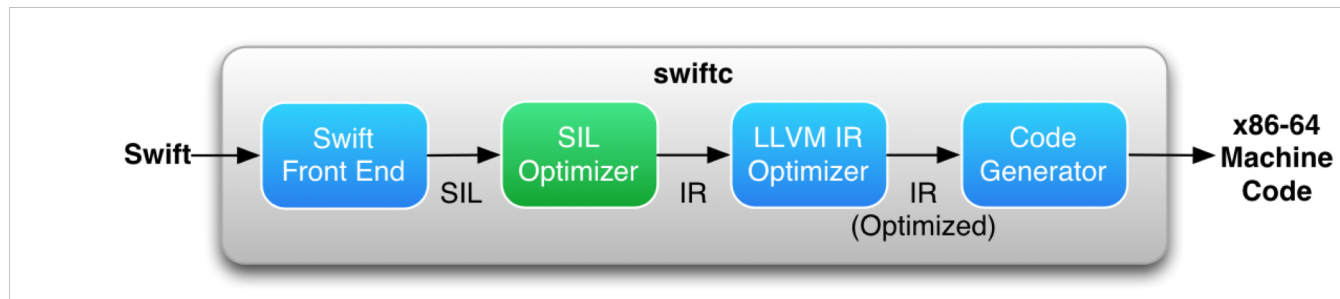 swiftc
Swift
Swift
Front End
SIL
SIL
Optimizer
IR
LLVM IR
Optimizer
IR
(Optimized)
Code
Generator
x86-64
Machine
Code